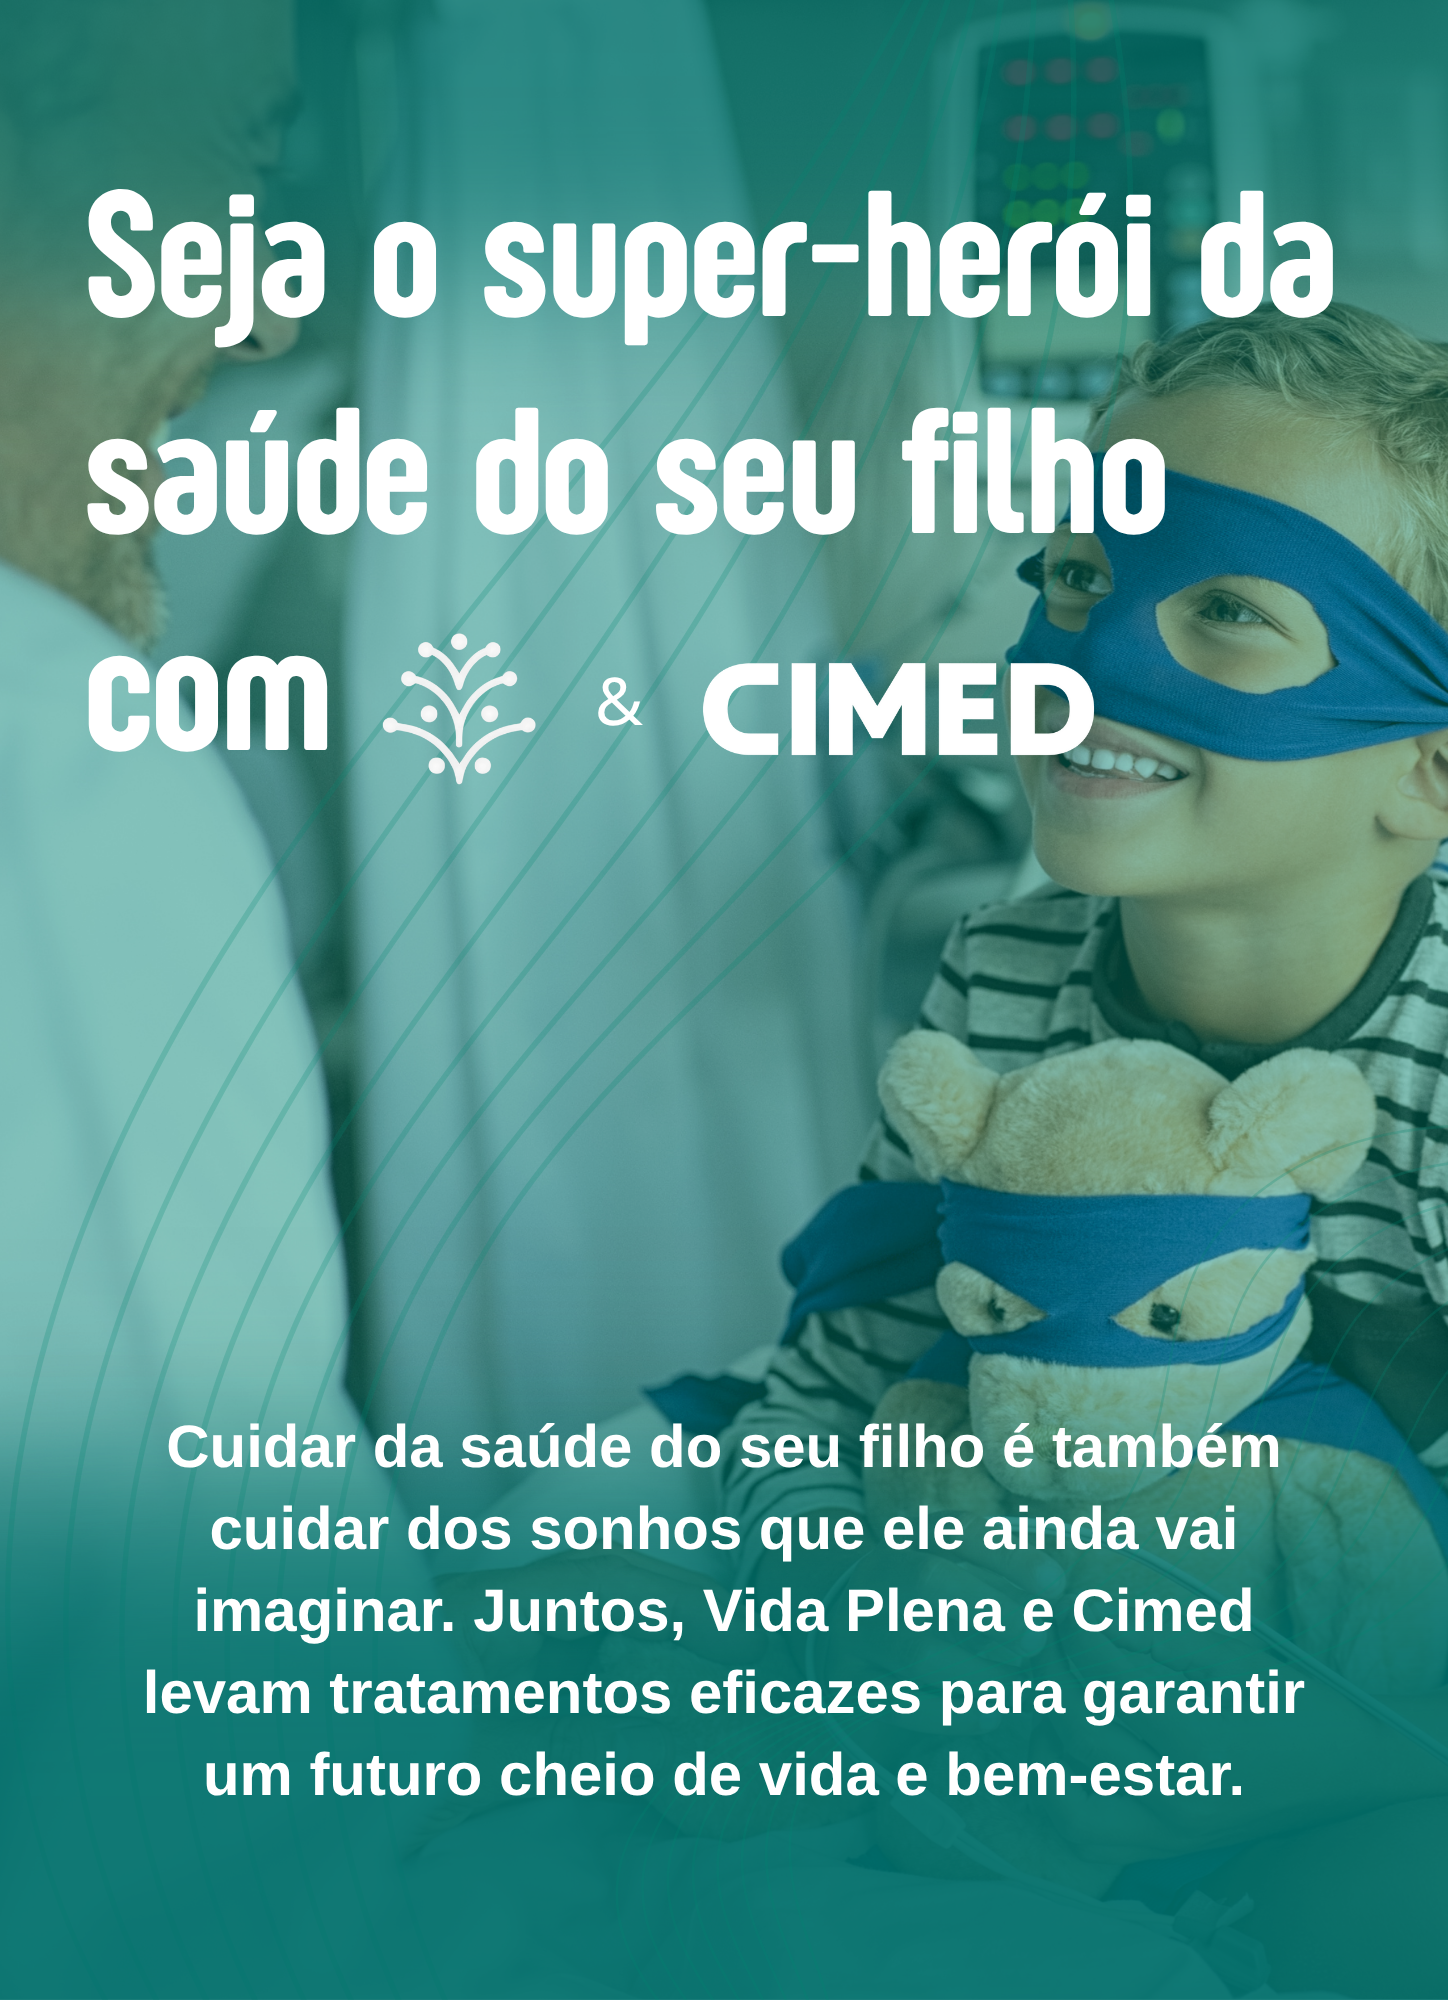 Seja o super-herói da
saúde do seu filho
com & CIMED
Cuidar da saúde do seu filho é também
cuidar dos sonhos que ele ainda vai
imaginar. Juntos, Vida Plena e Cimed
levam tratamentos eficazes para garantir
um futuro cheio de vida e bem-estar.